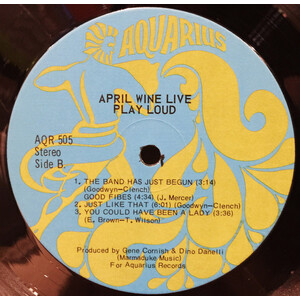 AQUARIUS
APRIL WINE LIVE
PLAY LOUD
AQR 505
Stereo
Side B.
1. THE BAND HAS JUST BEGUN (3:14)
(Goodwyn-Clench)
GOOD FIBES (4:34) (J. Mercer)
2. JUST LIKE THAT (6:01) (Goodwyn-Clench)
3. YOU COULD HAVE BEEN A LADY (3:36)
(E. Brown-T. Wilson)
Produced by Gene Cornish & Dino Danelli
(Marmaduke Music)
For Aquarius Records